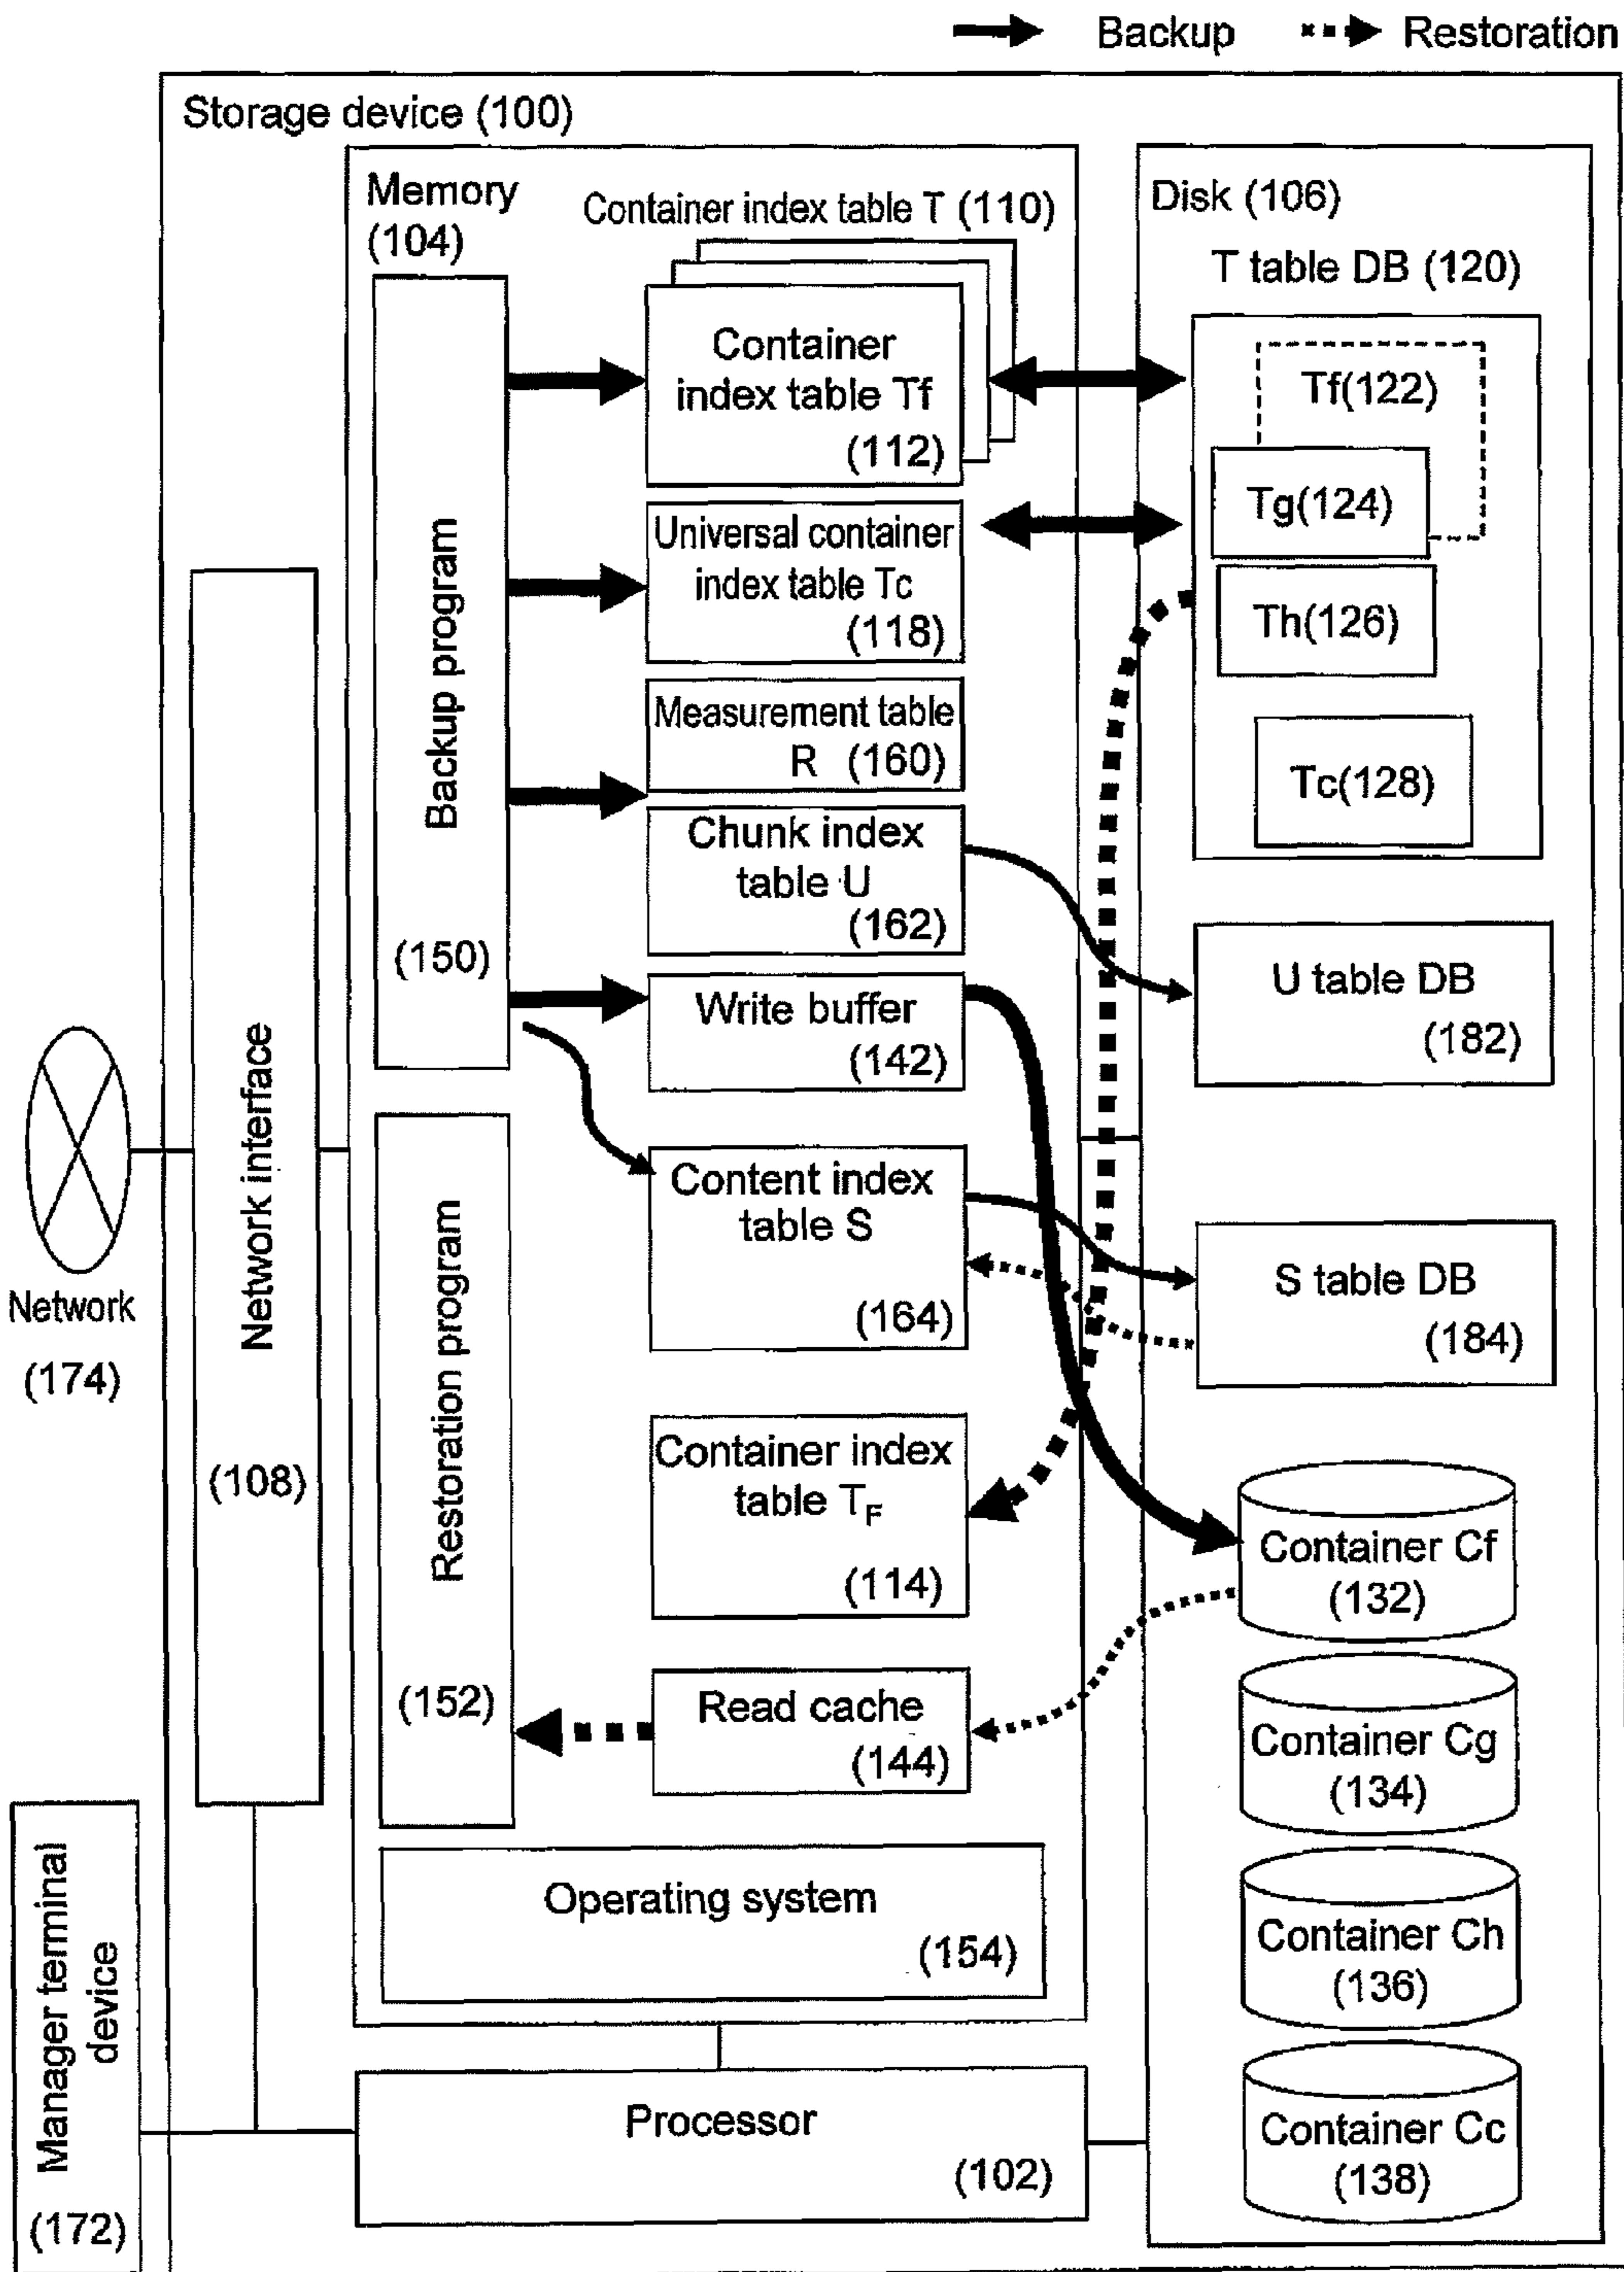 Backup
Restoration
Storage device (100)
Memory
(104)
Container index table T (110)
Container
index table Tf
(112)
Universal container
index table Tc
(118)
Measurement table
R (160)
Chunk index
table U
(162)
Write buffer
(142)
Content index
table S
(164)
Container index
table TF
(114)
Read cache
(144)
Backup program
(150)
Restoration program
(152)
Operating system
(154)
Processor
(102)
Network interface
(108)
Network
(174)
Manager terminal
device
(172)
Disk (106)
T table DB (120)
Tf(122)
Tg(124)
Th(126)
Tc(128)
U table DB
(182)
S table DB
(184)
Container Cf
(132)
Container Cg
(134)
Container Ch
(136)
Container Cc
(138)